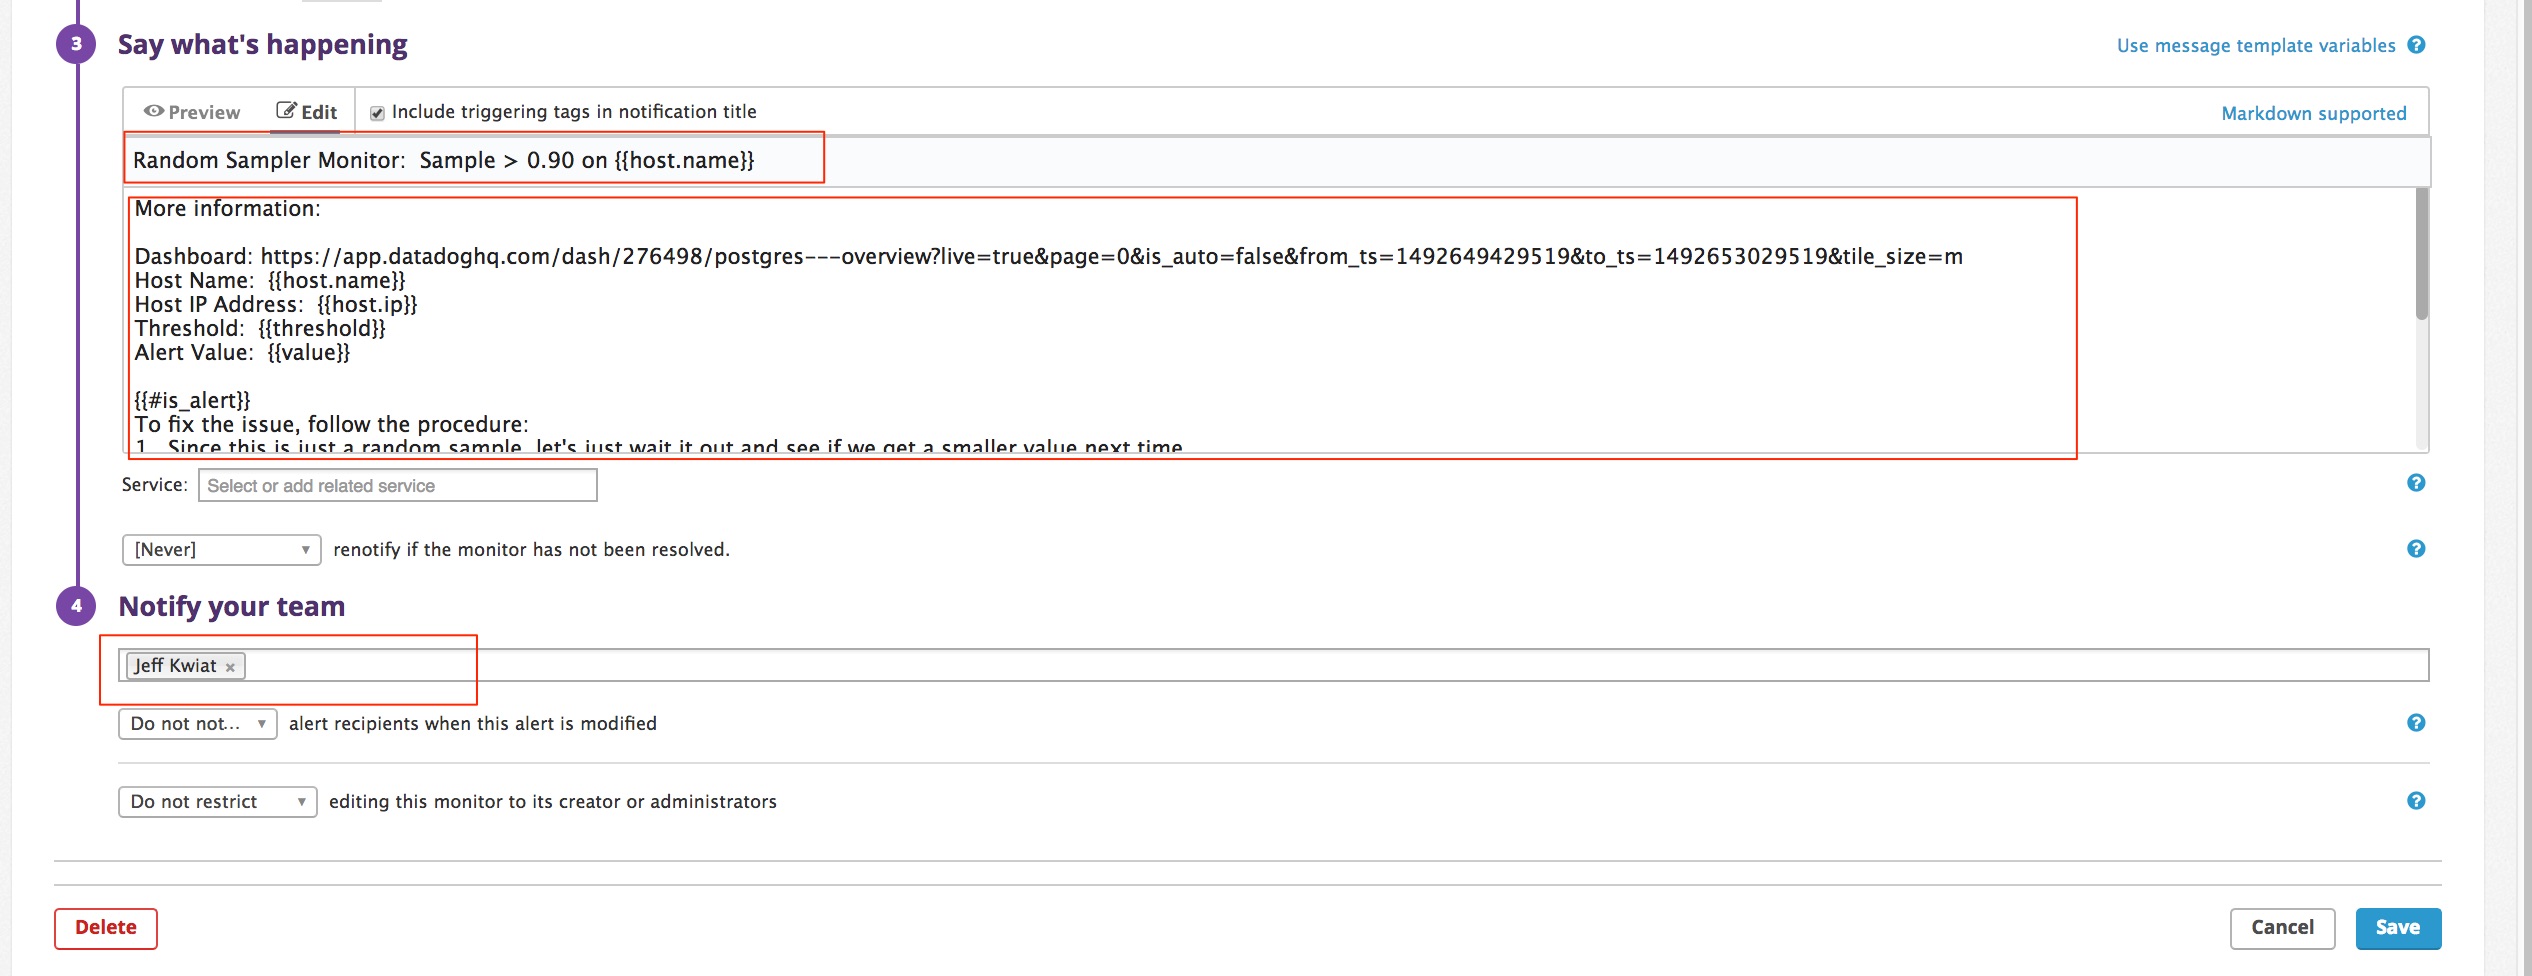 3 Say what's happening
Use message template variables ?
Preview Edit Include triggering tags in notification title
Markdown supported
Random Sampler Monitor:  Sample > 0.90 on {{host.name}}
More information:
Dashboard: https://app.datadoghq.com/dash/276498/postgres---overview?live=true&page=0&is_auto=false&from_ts=1492649429519&to_ts=1492653029519&tile_size=m
Host Name:  {{host.name}}
Host IP Address:  {{host.ip}}
Threshold:  {{threshold}}
Alert Value:  {{value}}
{{#is_alert}}
To fix the issue, follow the procedure:
1.  Since this is just a random sample, let's just wait it out and see if we get a smaller value next time
Service: Select or add related service ?
[Never] renotify if the monitor has not been resolved. ?
4 Notify your team
Jeff Kwiat ×
Do not not... alert recipients when this alert is modified ?
Do not restrict editing this monitor to its creator or administrators ?
Delete
Cancel Save